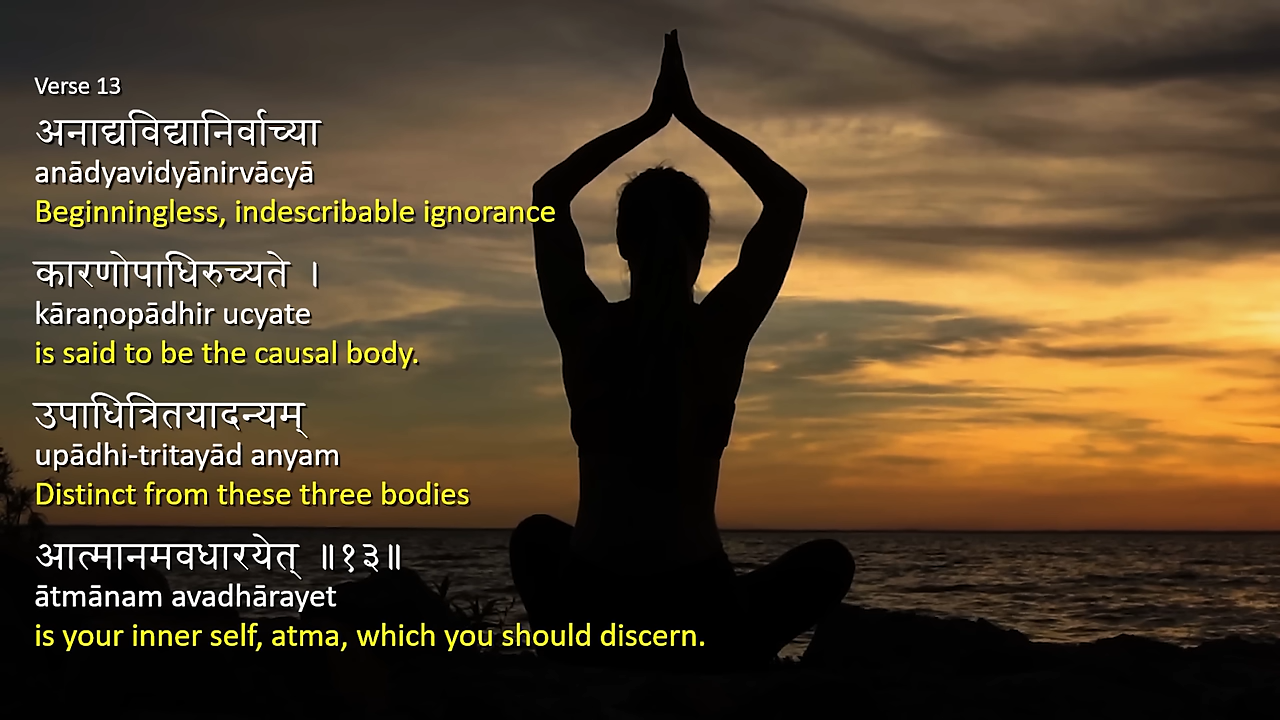 Verse 13
अनाद्यविद्यानिर्वाच्या
anādyavidyānirvācyā
Beginningless, indescribable ignorance
कारणोपाधिरुच्यते ।
kāraṇopādhir ucyate
is said to be the causal body.
उपाधित्रितयादन्यम्
upādhi-tritayād anyam
Distinct from these three bodies
आत्मानमवधारयेत् ॥१३॥
ātmānam avadhārayet
is your inner self, atma, which you should discern.